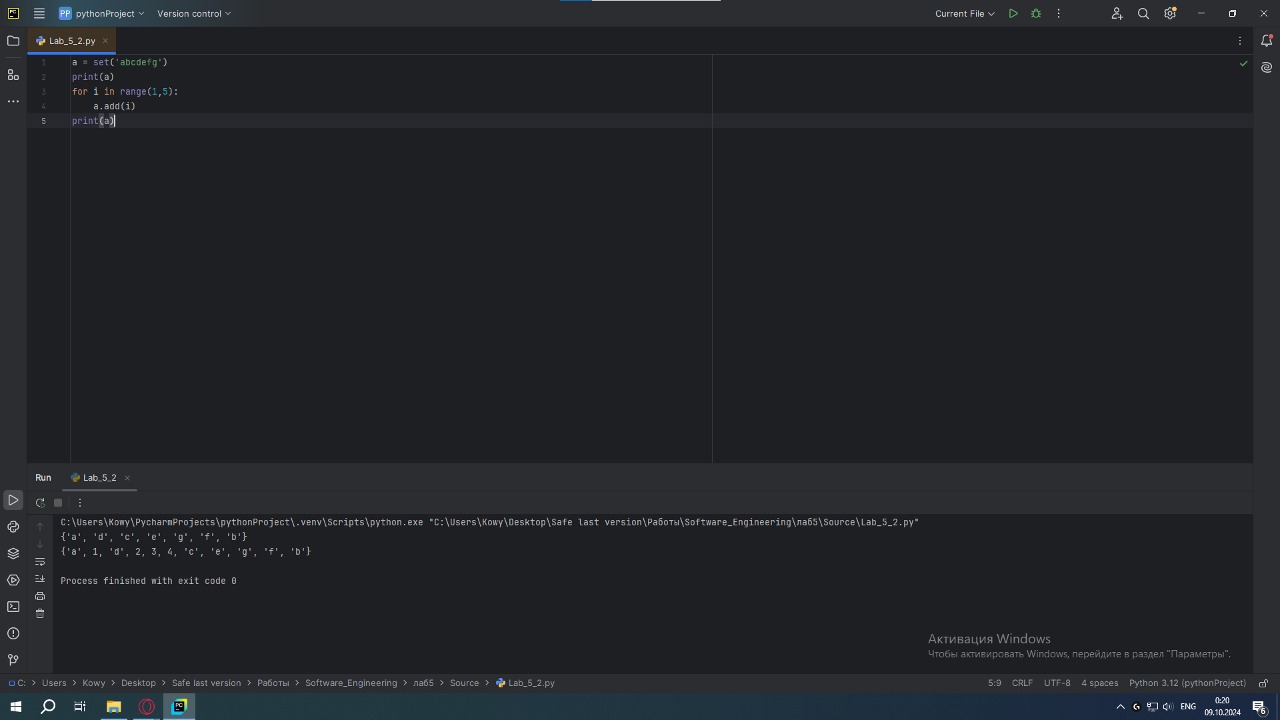 PC PP pythonProject Version control Current File
Lab_5_2.py
1 a = set('abcdefg')
2 print(a)
3 for i in range(1,5):
4 a.add(i)
5 print(a)
Run Lab_5_2
C:\Users\Kowy\PycharmProjects\pythonProject\.venv\Scripts\python.exe "C:\Users\Kowy\Desktop\Safe last version\Работы\Software_Engineering\лаб5\Source\Lab_5_2.py"
{'a', 'd', 'c', 'e', 'g', 'f', 'b'}
{'a', 1, 'd', 2, 3, 4, 'c', 'e', 'g', 'f', 'b'}
Process finished with exit code 0
Активация Windows
Чтобы активировать Windows, перейдите в раздел "Параметры".
C: Users Kowy Desktop Safe last version Работы Software_Engineering лаб5 Source Lab_5_2.py 5:9 CRLF UTF-8 4 spaces Python 3.12 (pythonProject)
PC ENG 0:20
09.10.2024 6